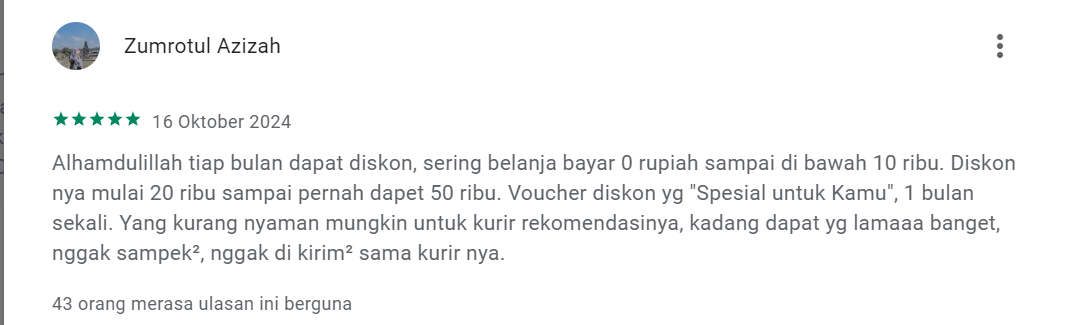 Zumrotul Azizah
16 Oktober 2024
Alhamdulillah tiap bulan dapat diskon, sering belanja bayar 0 rupiah sampai di bawah 10 ribu. Diskon
nya mulai 20 ribu sampai pernah dapet 50 ribu. Voucher diskon yg "Spesial untuk Kamu", 1 bulan
sekali. Yang kurang nyaman mungkin untuk kurir rekomendasinya, kadang dapat yg lamaaa banget,
nggak sampek², nggak di kirim² sama kurir nya.
43 orang merasa ulasan ini berguna